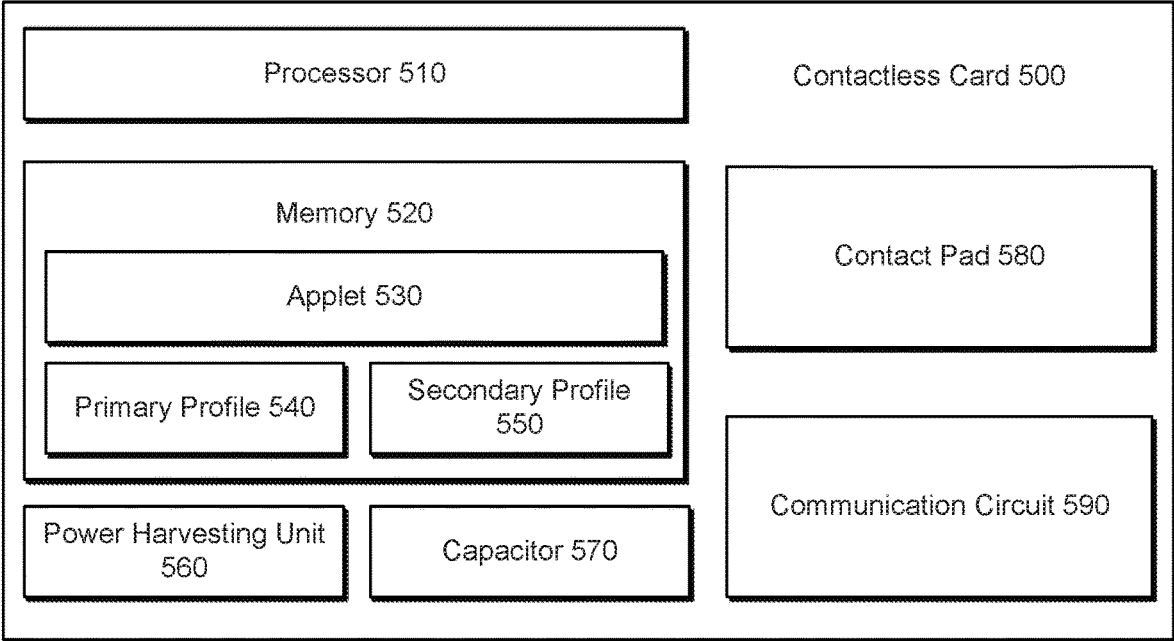 Processor 510
Contactless Card 500
Memory 520
Applet 530
Primary Profile 540
Secondary Profile
550
Contact Pad 580
Power Harvesting Unit
560
Capacitor 570
Communication Circuit 590